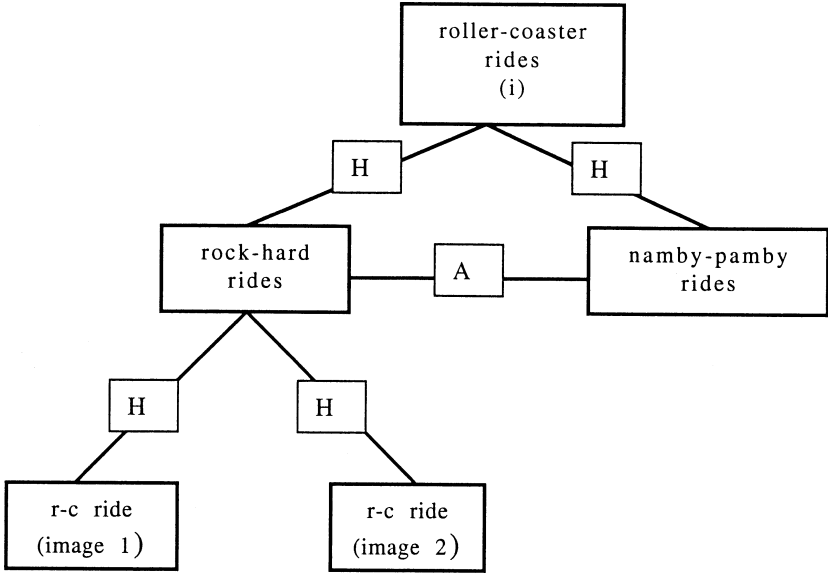 roller-coaster
rides
(i)
H
H
rock-hard
rides
A
namby-pamby
rides
H
H
r-c ride
(image 1)
r-c ride
(image 2)